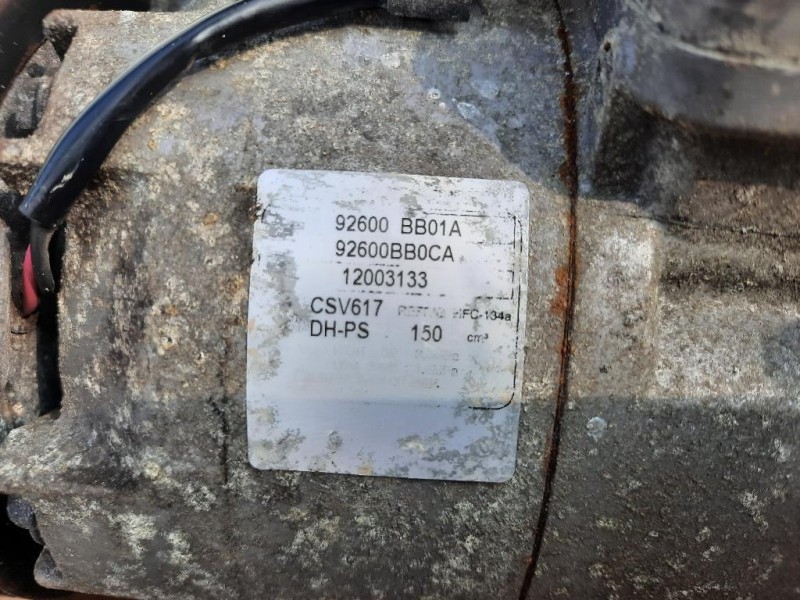 92600 BB01A
92600BB0CA
12003133
CSV617 HFC-134a
DH-PS 150 cm³